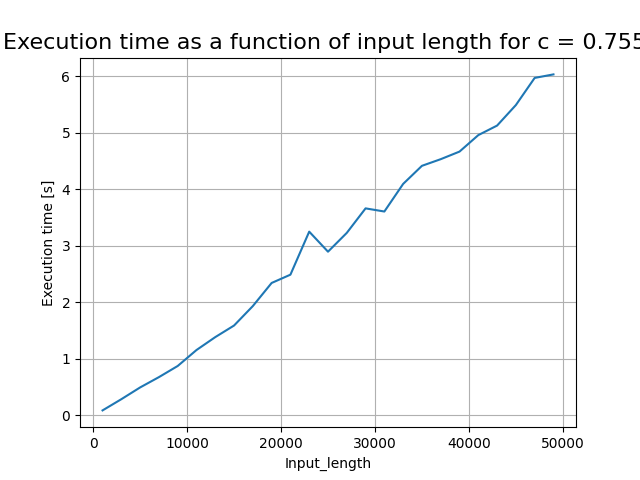 Execution time as a function of input length for c = 0.755
6
5
4
3
2
1
0
Execution time [s]
0 10000 20000 30000 40000 50000
Input_length